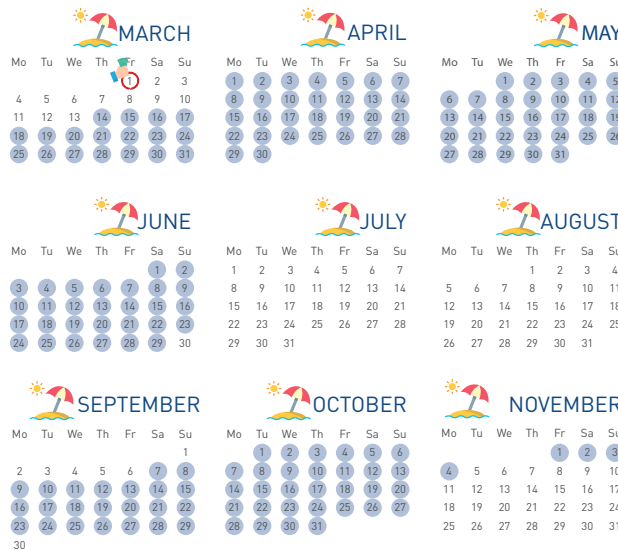 MARCH
Mo Tu We Th Fr Sa Su
1 2 3
4 5 6 7 8 9 10
11 12 13 14 15 16 17
18 19 20 21 22 23 24
25 26 27 28 29 30 31
APRIL
Mo Tu We Th Fr Sa Su
1 2 3 4 5 6 7
8 9 10 11 12 13 14
15 16 17 18 19 20 21
22 23 24 25 26 27 28
29 30
MAY
Mo Tu We Th Fr Sa Su
1 2 3 4 5
6 7 8 9 10 11 12
13 14 15 16 17 18 19
20 21 22 23 24 25 26
27 28 29 30 31
JUNE
Mo Tu We Th Fr Sa Su
1 2
3 4 5 6 7 8 9
10 11 12 13 14 15 16
17 18 19 20 21 22 23
24 25 26 27 28 29 30
JULY
Mo Tu We Th Fr Sa Su
1 2 3 4 5 6 7
8 9 10 11 12 13 14
15 16 17 18 19 20 21
22 23 24 25 26 27 28
29 30 31
AUGUST
Mo Tu We Th Fr Sa Su
1 2 3 4
5 6 7 8 9 10 11
12 13 14 15 16 17 18
19 20 21 22 23 24 25
26 27 28 29 30 31
SEPTEMBER
Mo Tu We Th Fr Sa Su
1
2 3 4 5 6 7 8
9 10 11 12 13 14 15
16 17 18 19 20 21 22
23 24 25 26 27 28 29
30
OCTOBER
Mo Tu We Th Fr Sa Su
1 2 3 4 5 6
7 8 9 10 11 12 13
14 15 16 17 18 19 20
21 22 23 24 25 26 27
28 29 30 31
NOVEMBER
Mo Tu We Th Fr Sa Su
1 2 3
4 5 6 7 8 9 10
11 12 13 14 15 16 17
18 19 20 21 22 23 24
25 26 27 28 29 30 31